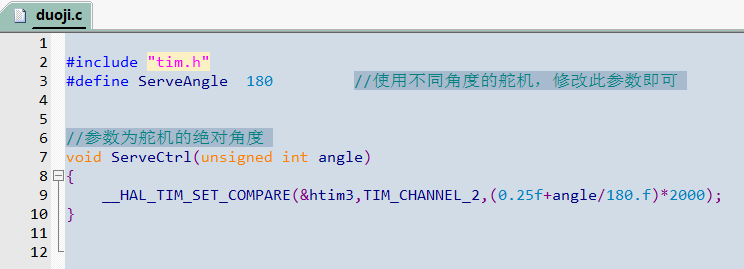 duoji.c
1
2 #include "tim.h"
3 #define ServeAngle 180 //使用不同角度的舵机，修改此参数即可
4
5
6 //参数为舵机的绝对角度
7 void ServeCtrl(unsigned int angle)
8 {
9 __HAL_TIM_SET_COMPARE(&htim3,TIM_CHANNEL_2,(0.25f+angle/180.f)*2000);
10 }
11
12